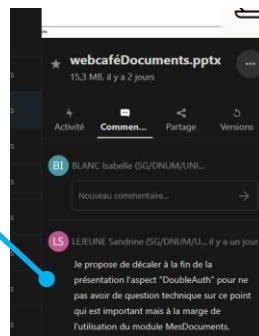 webcaféDocuments.pptx
15,3 MB, il y a 2 jours
Activité Commen... Partage Versions
BI BLANC Isabelle (SG/DNUM/UNI...
Nouveau commentaire...
LS LEJEUNE Sandrine (SG/DNUM/U... il y a un jour
Je propose de décaler à la fin de la
présentation l'aspect "DoubleAuth" pour ne
pas avoir de question technique sur ce point
qui est important mais à la marge de
l'utilisation du module MesDocuments.